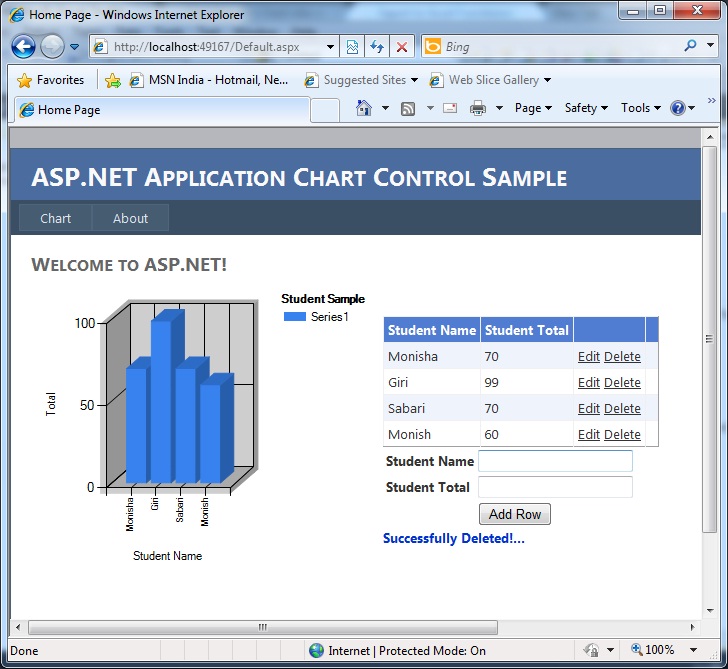 Home Page - Windows Internet Explorer
http://localhost:49167/Default.aspx
Bing
Favorites
MSN India - Hotmail, Ne...
Suggested Sites
Web Slice Gallery
Home Page
Page
Safety
Tools
ASP.NET Application Chart Control Sample
Chart
About
Welcome to ASP.NET!
Student Sample
Series1
100
50
0
Total
Monisha
Giri
Sabari
Monish
Student Name
Student Name Student Total
Monisha 70 Edit Delete
Giri 99 Edit Delete
Sabari 70 Edit Delete
Monish 60 Edit Delete
Student Name
Student Total
Add Row
Successfully Deleted!...
Done
Internet | Protected Mode: On
100%